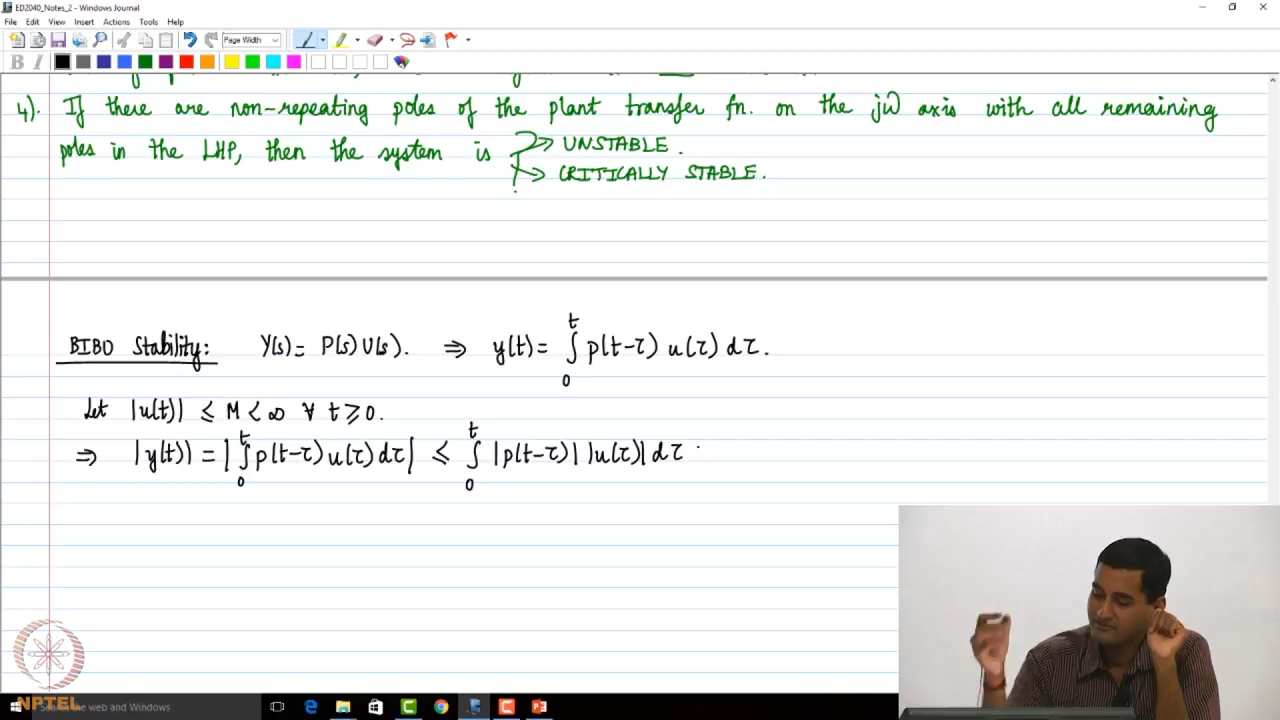 ED2040_Notes_2 - Windows Journal
File Edit View Insert Actions Tools Help
Page Width
B I
4). If there are non-repeating poles of the plant transfer fn. on the jω axis with all remaining
poles in the LHP, then the system is → UNSTABLE.
→ CRITICALLY STABLE.
BIBO Stability: Y(s) = P(s) U(s). ⇒ y(t) = ∫₀ᵗ p(t-τ) u(τ) dτ.
Let |u(t)| ≤ M < ∞ ∀ t ≥ 0.
⇒ |y(t)| = |∫₀ᵗ p(t-τ) u(τ) dτ| ≤ ∫₀ᵗ |p(t-τ)| |u(τ)| dτ
NPTEL
Search the web and Windows